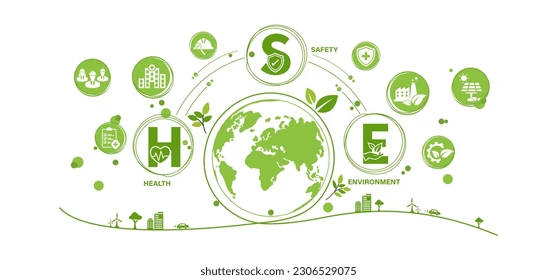 S
SAFETY
H
E
HEALTH
ENVIRONMENT
shutterstock.com · 2306529075